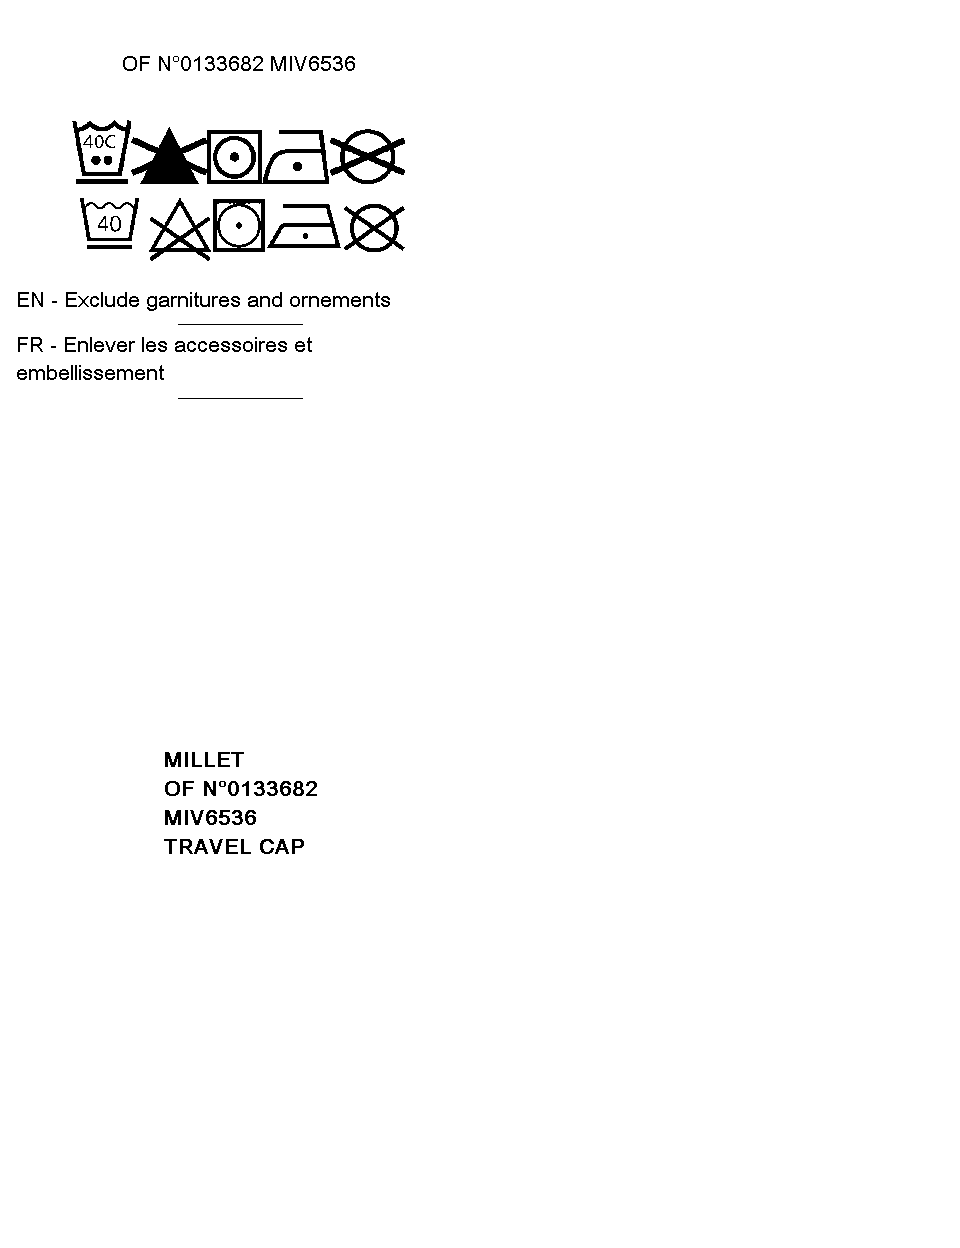 OF N°0133682 MIV6536
40C
40
EN - Exclude garnitures and ornements
FR - Enlever les accessoires et
embellissement
MILLET
OF N°0133682
MIV6536
TRAVEL CAP